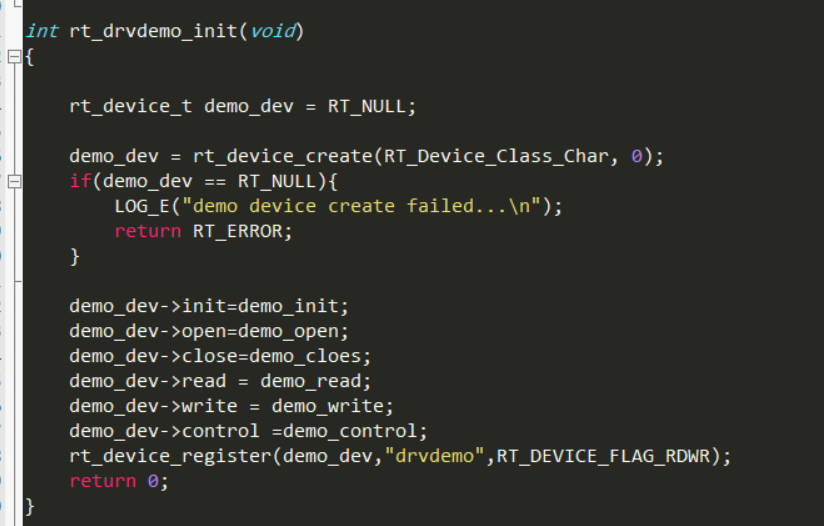 int rt_drvdemo_init(void)
{
rt_device_t demo_dev = RT_NULL;
demo_dev = rt_device_create(RT_Device_Class_Char, 0);
if(demo_dev == RT_NULL){
LOG_E("demo device create failed...\n");
return RT_ERROR;
}
demo_dev->init=demo_init;
demo_dev->open=demo_open;
demo_dev->close=demo_cloes;
demo_dev->read = demo_read;
demo_dev->write = demo_write;
demo_dev->control =demo_control;
rt_device_register(demo_dev,"drvdemo",RT_DEVICE_FLAG_RDWR);
return 0;
}